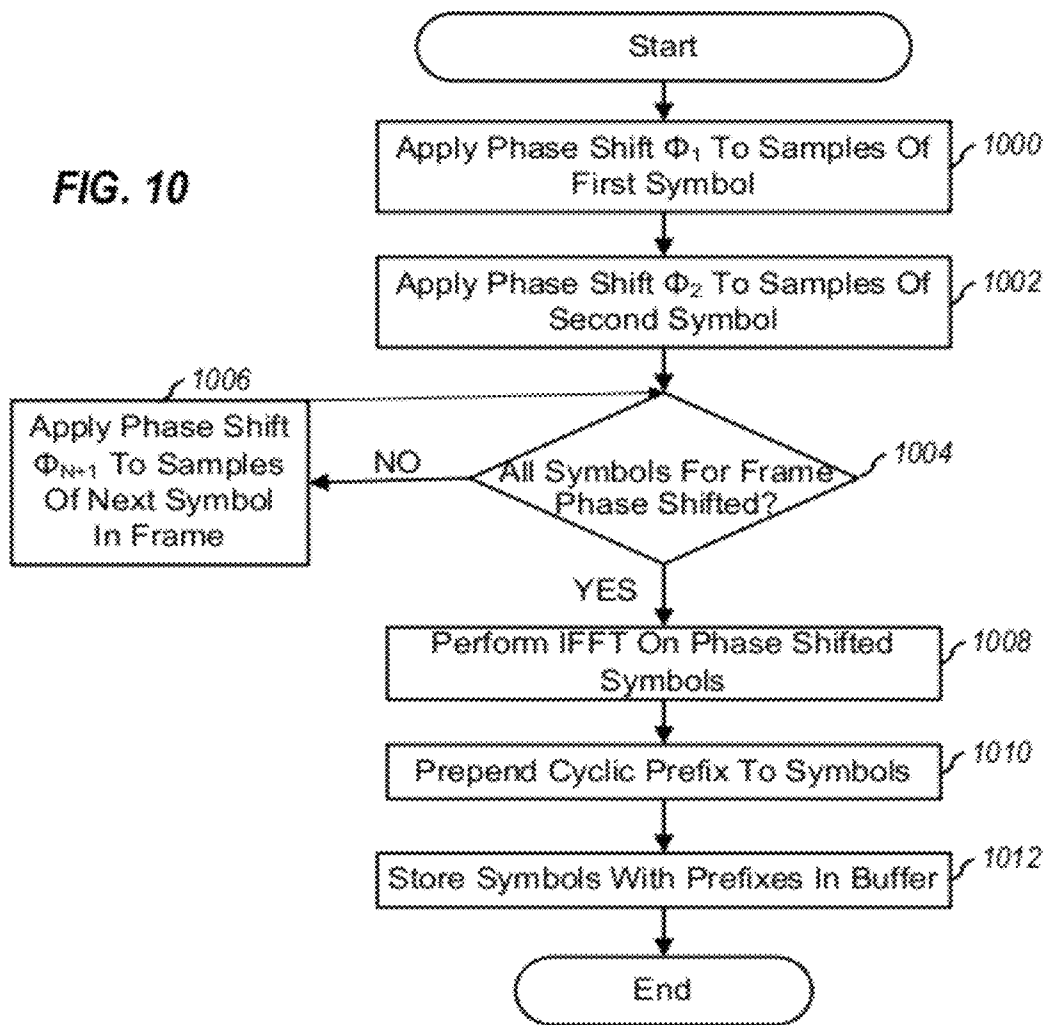 Start
FIG. 10
Apply Phase Shift Φ1 To Samples Of
First Symbol
1000
Apply Phase Shift Φ2 To Samples Of
Second Symbol
1002
1006
Apply Phase Shift
ΦN+1 To Samples
Of Next Symbol
In Frame
NO
All Symbols For Frame
Phase Shifted?
1004
YES
Perform IFFT On Phase Shifted
Symbols
1008
Prepend Cyclic Prefix To Symbols
1010
Store Symbols With Prefixes In Buffer
1012
End